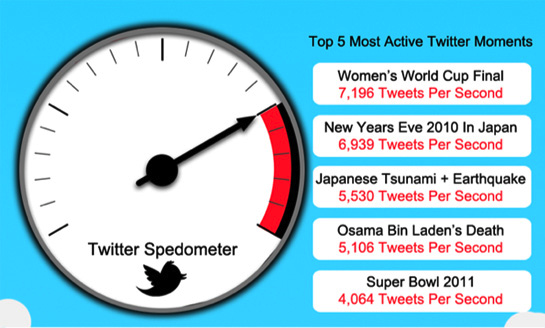 Top 5 Most Active Twitter Moments
Women's World Cup Final
7,196 Tweets Per Second
New Years Eve 2010 In Japan
6,939 Tweets Per Second
Japanese Tsunami + Earthquake
5,530 Tweets Per Second
Osama Bin Laden's Death
5,106 Tweets Per Second
Super Bowl 2011
4,064 Tweets Per Second
Twitter Spedometer